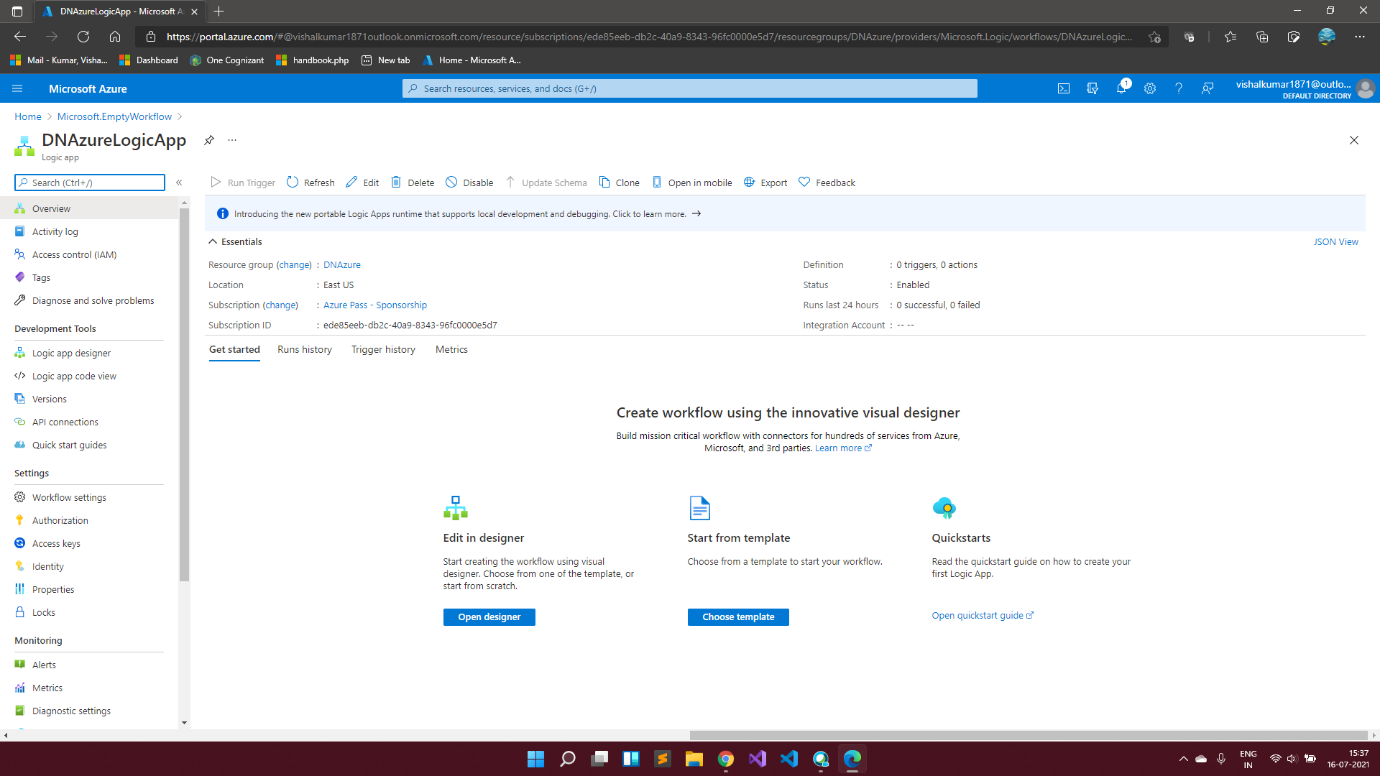 DNAzureLogicApp - Microsoft A
https://portal.azure.com/#@vishalkumar1871outlook.onmicrosoft.com/resource/subscriptions/ede85eeb-db2c-40a9-8343-96fc0000e5d7/resourcegroups/DNAzure/providers/Microsoft.Logic/workflows/DNAzureLogic...
Mail - Kumar, Visha... Dashboard One Cognizant handbook.php New tab Home - Microsoft A...
Microsoft Azure
Search resources, services, and docs (G+/)
1
vishalkumar1871@outlo...
DEFAULT DIRECTORY
Home > Microsoft.EmptyWorkflow >
DNAzureLogicApp
Logic app
Search (Ctrl+/)
Run Trigger Refresh Edit Delete Disable Update Schema Clone Open in mobile Export Feedback
Overview
Activity log
Access control (IAM)
Tags
Diagnose and solve problems
Development Tools
Logic app designer
Logic app code view
Versions
API connections
Quick start guides
Settings
Workflow settings
Authorization
Access keys
Identity
Properties
Locks
Monitoring
Alerts
Metrics
Diagnostic settings
Introducing the new portable Logic Apps runtime that supports local development and debugging. Click to learn more. →
Essentials
JSON View
Resource group (change) : DNAzure
Location : East US
Subscription (change) : Azure Pass - Sponsorship
Subscription ID : ede85eeb-db2c-40a9-8343-96fc0000e5d7
Definition : 0 triggers, 0 actions
Status : Enabled
Runs last 24 hours : 0 successful, 0 failed
Integration Account : -- --
Get started Runs history Trigger history Metrics
Create workflow using the innovative visual designer
Build mission critical workflow with connectors for hundreds of services from Azure,
Microsoft, and 3rd parties. Learn more
Edit in designer
Start creating the workflow using visual
designer. Choose from one of the template, or
start from scratch.
Open designer
Start from template
Choose from a template to start your workflow.
Choose template
Quickstarts
Read the quickstart guide on how to create your
first Logic App.
Open quickstart guide
ENG
IN
15:37
16-07-2021